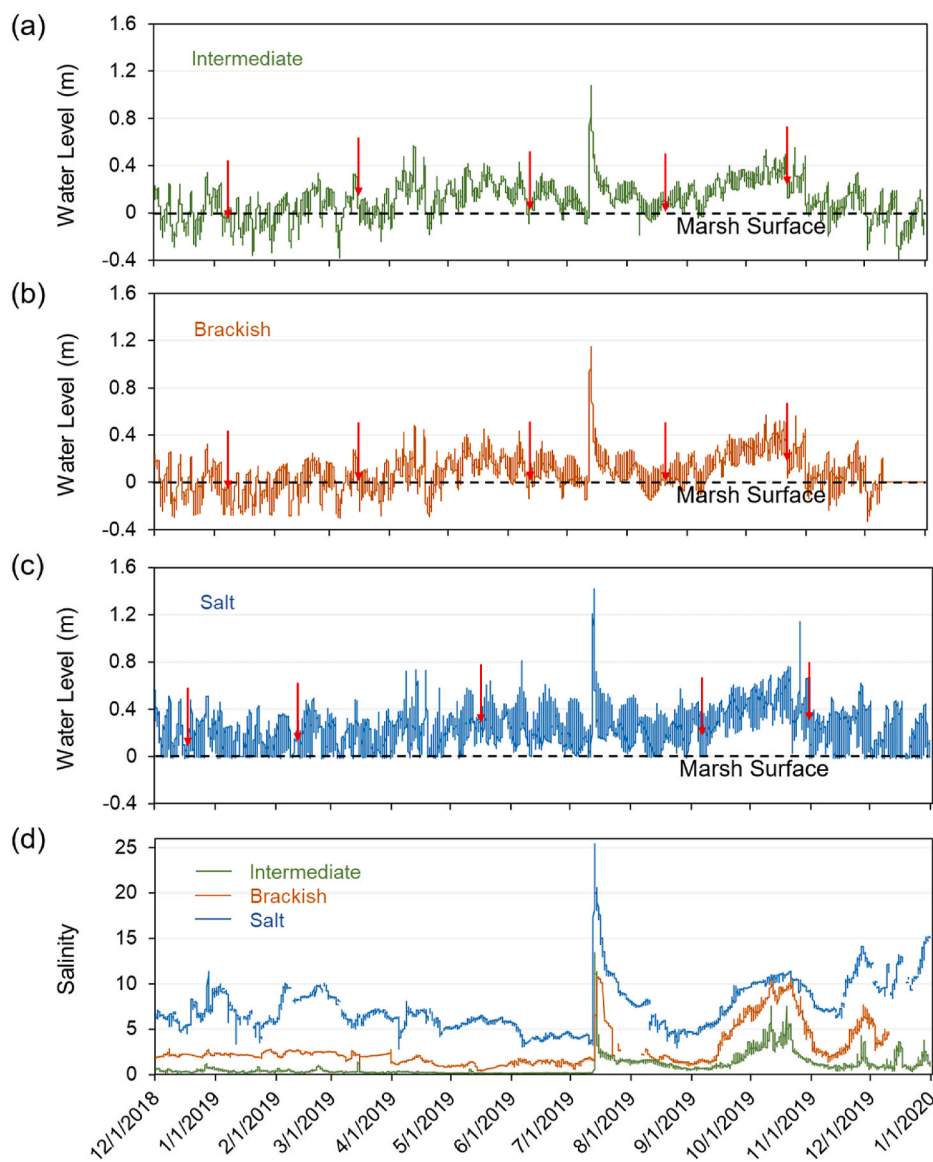 (a)
1.6
1.2
0.8
0.4
0
-0.4
Water Level (m)
Intermediate
Marsh Surface
(b)
1.6
1.2
0.8
0.4
0
-0.4
Water Level (m)
Brackish
Marsh Surface
(c)
1.6
1.2
0.8
0.4
0
-0.4
Water Level (m)
Salt
Marsh Surface
(d)
25
20
15
10
5
0
Salinity
Intermediate
Brackish
Salt
12/1/2018
1/1/2019
2/1/2019
3/1/2019
4/1/2019
5/1/2019
6/1/2019
7/1/2019
8/1/2019
9/1/2019
10/1/2019
11/1/2019
12/1/2019
1/1/2020